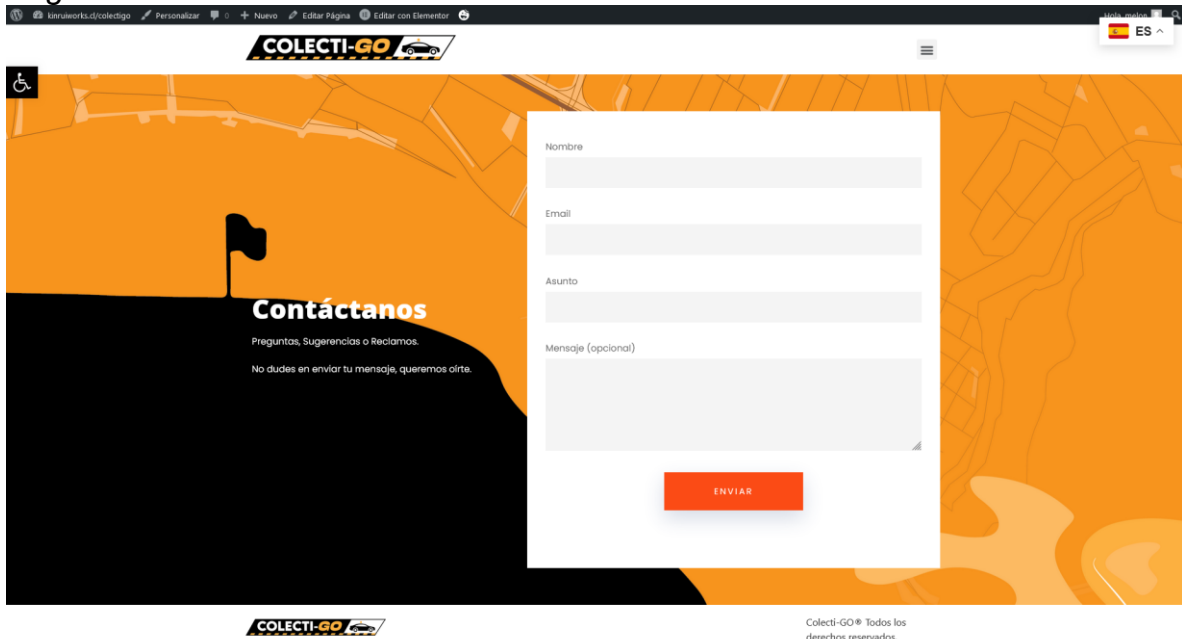 kinruiworks.cl/colectigo Personalizar 0 Nuevo Editar Página Editar con Elementor Hola, melon
COLECTI-GO
ES
Nombre
Email
Asunto
Contáctanos
Preguntas, Sugerencias o Reclamos.
Mensaje (opcional)
No dudes en enviar tu mensaje, queremos oírte.
ENVIAR
COLECTI-GO
Colecti-GO® Todos los
derechos reservados